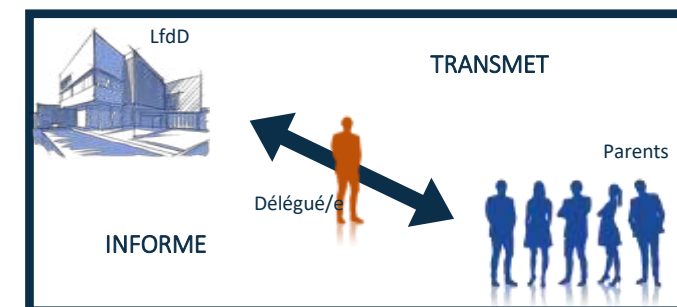 LfdD
TRANSMET
Parents
Délégué/e
INFORME